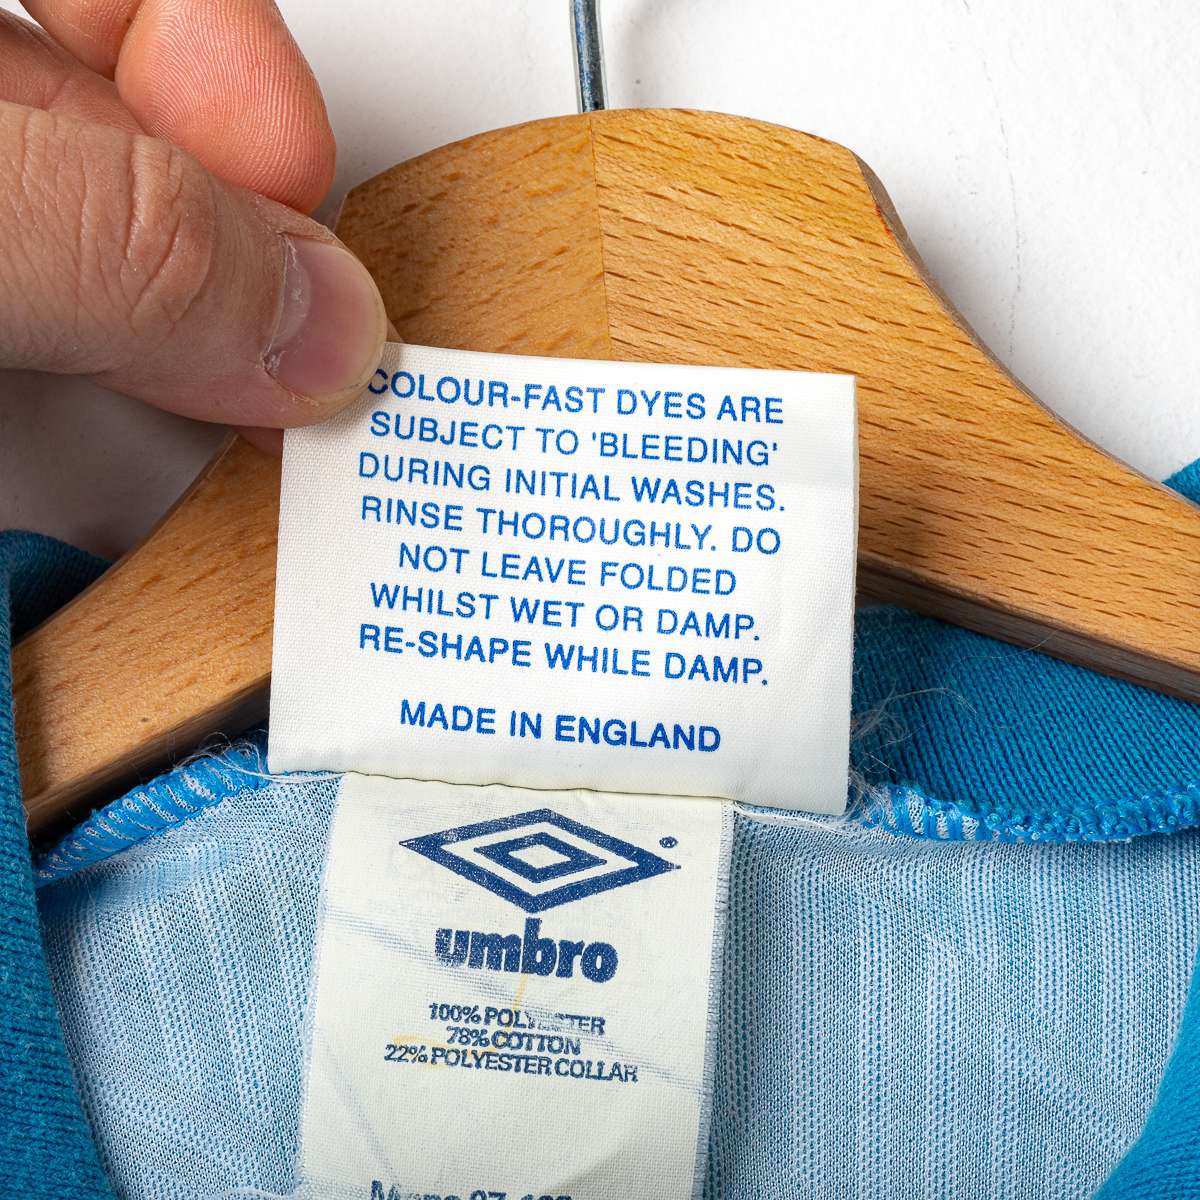 COLOUR-FAST DYES ARE
SUBJECT TO 'BLEEDING'
DURING INITIAL WASHES.
RINSE THOROUGHLY. DO
NOT LEAVE FOLDED
WHILST WET OR DAMP.
RE-SHAPE WHILE DAMP.
MADE IN ENGLAND
®
umbro
100% POLYESTER
78% COTTON
22% POLYESTER COLLAR